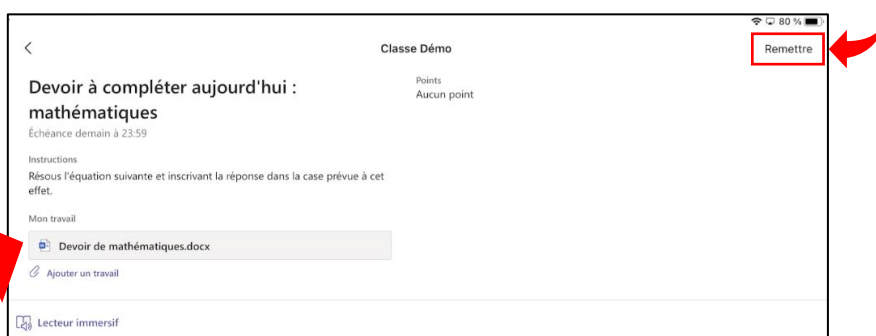 80 %
Classe Démo
Remettre
Devoir à compléter aujourd'hui :
mathématiques
Échéance demain à 23:59
Points
Aucun point
Instructions
Résous l'équation suivante et inscrivant la réponse dans la case prévue à cet
effet.
Mon travail
Devoir de mathématiques.docx
Ajouter un travail
Lecteur immersif